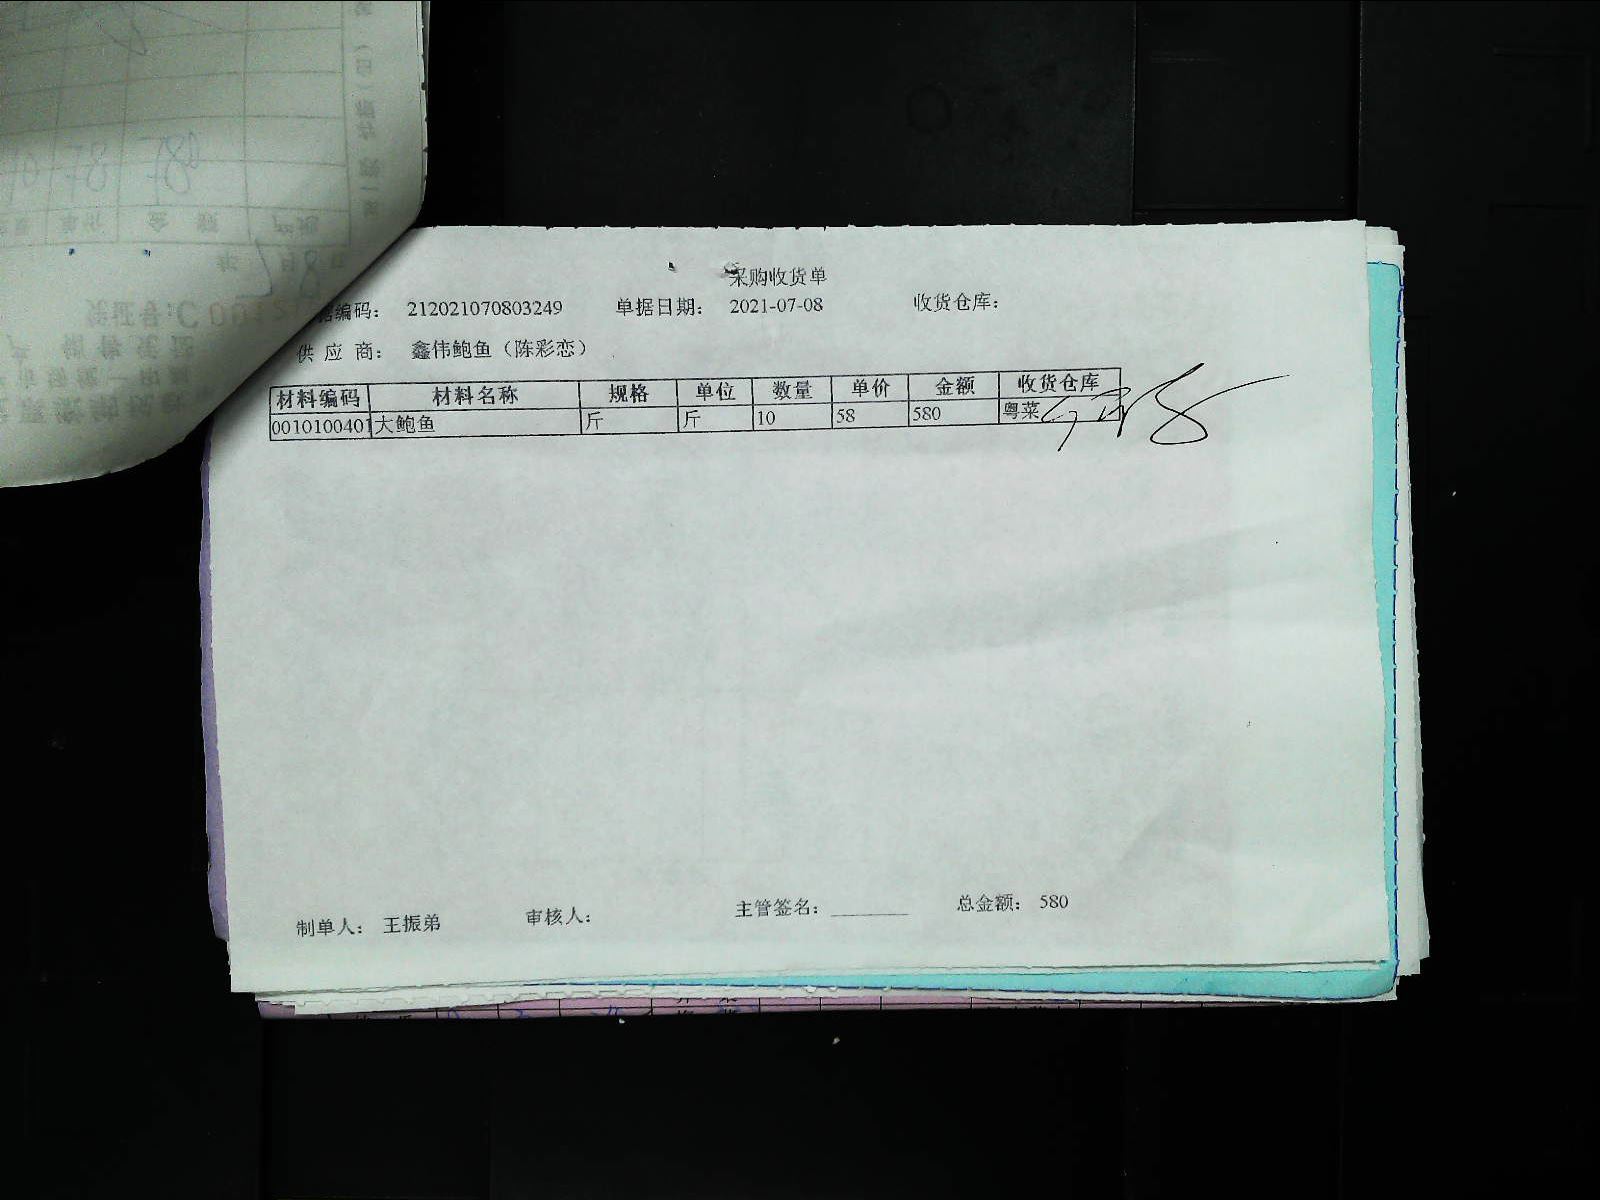 采购收货单
据编码： 212021070803249 单据日期： 2021-07-08 收货仓库：
供 应 商： 鑫伟鲍鱼（陈彩恋）
材料编码 材料名称 规格 单位 数量 单价 金额 收货仓库
0010100401 大鲍鱼 斤 斤 10 58 580 粤菜
制单人： 王振弟 审核人： 主管签名： 总金额： 580